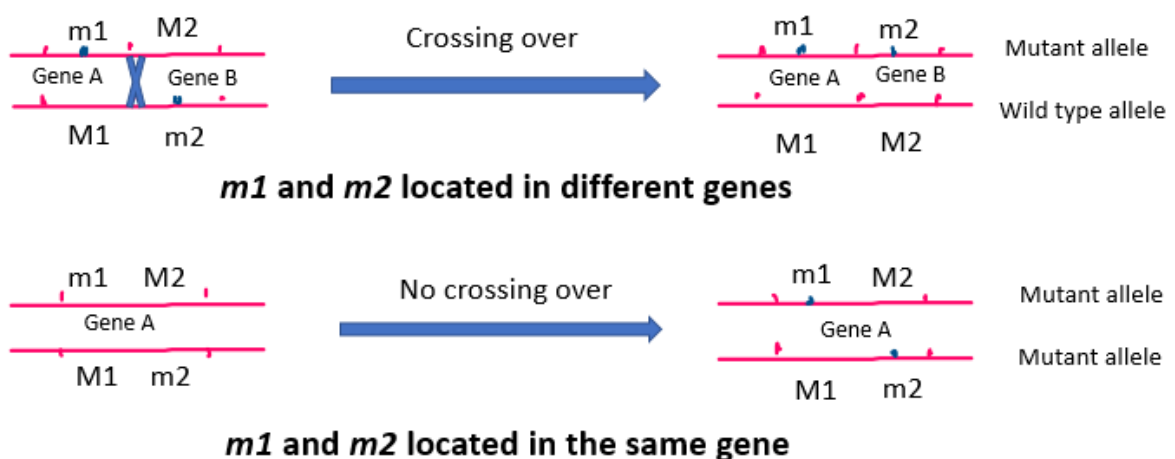 m1 M2
Gene A Gene B
M1 m2
Crossing over
m1 m2
Gene A Gene B
M1 M2
Mutant allele
Wild type allele
m1 and m2 located in different genes
m1 M2
Gene A
M1 m2
No crossing over
m1 M2
Gene A
M1 m2
Mutant allele
Mutant allele
m1 and m2 located in the same gene